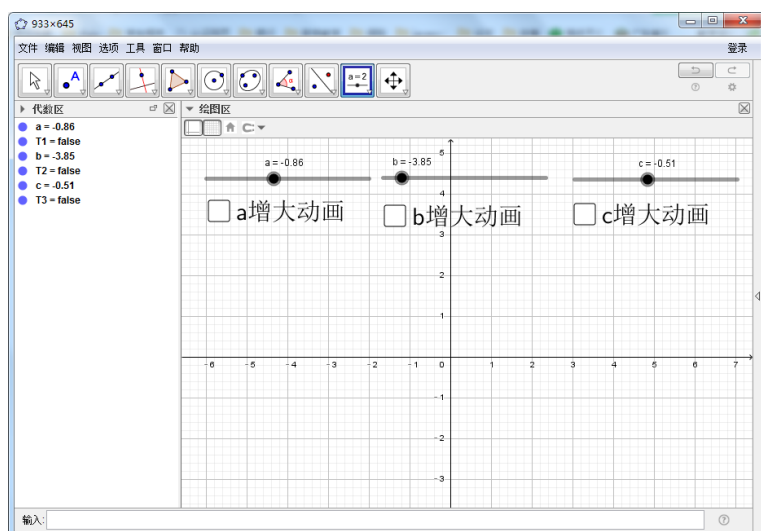 933×645
文件 编辑 视图 选项 工具 窗口 帮助 登录
A α a=2
代数区
绘图区
a = -0.86
T1 = false
b = -3.85
T2 = false
c = -0.51
T3 = false
a = -0.86
b = -3.85
c = -0.51
a增大动画
b增大动画
c增大动画
5
4
3
2
1
-6 -5 -4 -3 -2 -1 0 1 2 3 4 5 6 7
-1
-2
-3
输入: